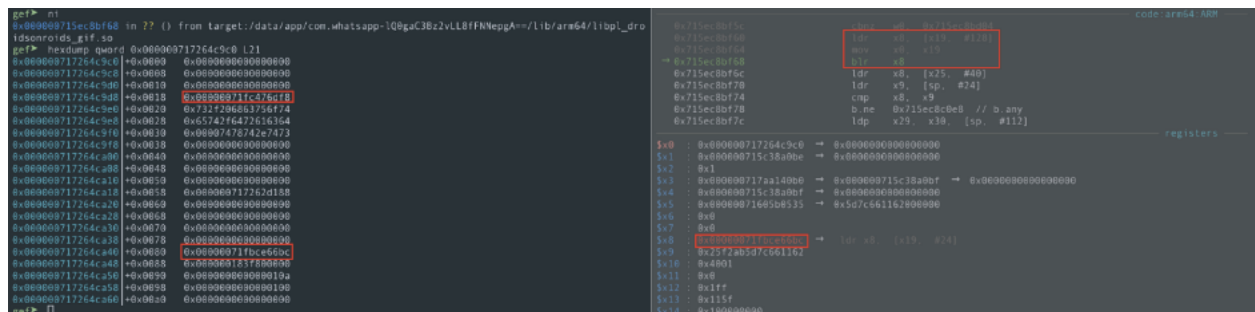 gef➤ ni
0x000000715ec8bf68 in ?? () from target:/data/app/com.whatsapp-lQ0gaC3Bz2vLL8fFNNepgA==/lib/arm64/libpl_dro
idsonroids_gif.so
gef➤ hexdump qword 0x000000717264c9c0 L21
0x000000717264c9c0│+0x0000 0x0000000000000000
0x000000717264c9c8│+0x0008 0x0000000000000000
0x000000717264c9d0│+0x0010 0x0000000000000000
0x000000717264c9d8│+0x0018 0x00000071fc476df8
0x000000717264c9e0│+0x0020 0x732f206863756f74
0x000000717264c9e8│+0x0028 0x65742f6472616364
0x000000717264c9f0│+0x0030 0x00007478742e7473
0x000000717264c9f8│+0x0038 0x0000000000000000
0x000000717264ca00│+0x0040 0x0000000000000000
0x000000717264ca08│+0x0048 0x0000000000000000
0x000000717264ca10│+0x0050 0x0000000000000000
0x000000717264ca18│+0x0058 0x000000717262d188
0x000000717264ca20│+0x0060 0x0000000000000000
0x000000717264ca28│+0x0068 0x0000000000000000
0x000000717264ca30│+0x0070 0x0000000000000000
0x000000717264ca38│+0x0078 0x0000000000000000
0x000000717264ca40│+0x0080 0x00000071fbce66bc
0x000000717264ca48│+0x0088 0x000000183f800000
0x000000717264ca50│+0x0090 0x000000000000010a
0x000000717264ca58│+0x0098 0x0000000000000100
0x000000717264ca60│+0x00a0 0x0000000000000000
gef➤
code:arm64:ARM
0x715ec8bf5c cbnz w0, 0x715ec8bd84
0x715ec8bf60 ldr x8, [x19, #128]
0x715ec8bf64 mov x0, x19
→ 0x715ec8bf68 blr x8
0x715ec8bf6c ldr x8, [x25, #40]
0x715ec8bf70 ldr x9, [sp, #24]
0x715ec8bf74 cmp x8, x9
0x715ec8bf78 b.ne 0x715ec8c0e8 // b.any
0x715ec8bf7c ldp x29, x30, [sp, #112]
registers
$x0 : 0x000000717264c9c0 → 0x0000000000000000
$x1 : 0x000000715c38a0be → 0x0000000000000000
$x2 : 0x1
$x3 : 0x000000717aa140b0 → 0x000000715c38a0bf → 0x0000000000000000
$x4 : 0x000000715c38a0bf → 0x0000000000000000
$x5 : 0x00000071605b0535 → 0x5d7c661162000000
$x6 : 0x0
$x7 : 0x0
$x8 : 0x00000071fbce66bc → ldr x8, [x19, #24]
$x9 : 0x25f2ab5d7c661162
$x10 : 0x4001
$x11 : 0x0
$x12 : 0x1ff
$x13 : 0x115f